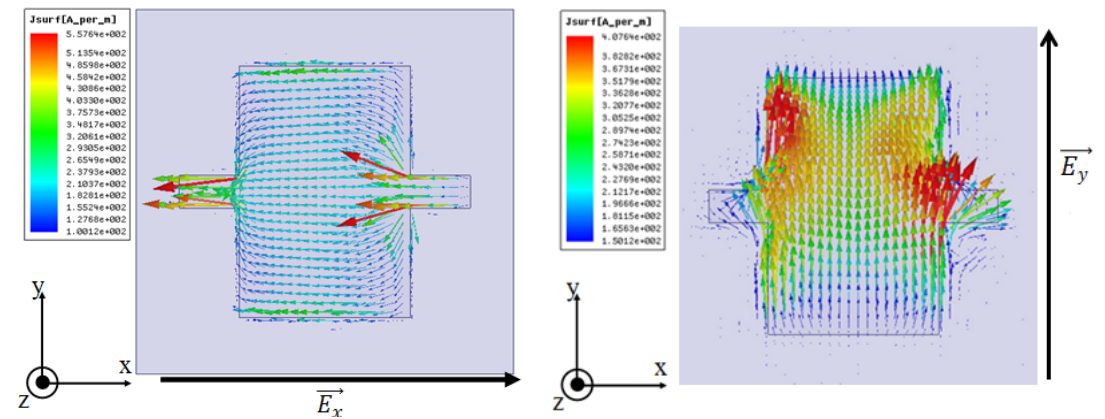 Jsurf[A_per_m]
5.5764e+002
5.1354e+002
4.8598e+002
4.5842e+002
4.3086e+002
4.0330e+002
3.7573e+002
3.4817e+002
3.2061e+002
2.9305e+002
2.6549e+002
2.3793e+002
2.1037e+002
1.8281e+002
1.5524e+002
1.2768e+002
1.0012e+002
y
x
z
Ex
Jsurf[A_per_m]
4.0764e+002
3.8282e+002
3.6731e+002
3.5179e+002
3.3628e+002
3.2077e+002
3.0525e+002
2.8974e+002
2.7423e+002
2.5871e+002
2.4320e+002
2.2769e+002
2.1217e+002
1.9666e+002
1.8115e+002
1.6563e+002
1.5012e+002
y
x
z
Ey